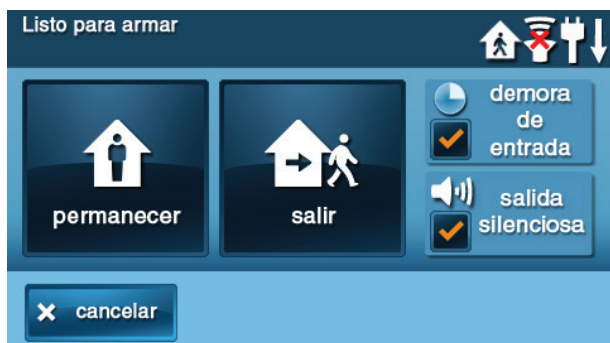 Listo para armar
permanecer
salir
demora
de
entrada
salida
silenciosa
cancelar